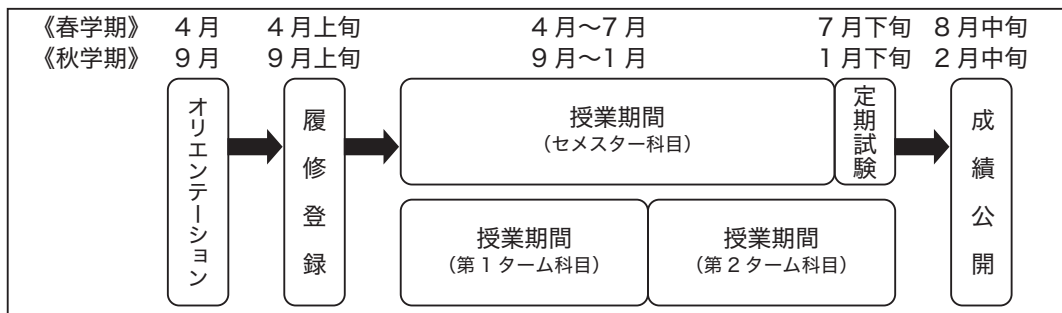 《春学期》 4月 4月上旬 4月～7月 7月下旬 8月中旬
《秋学期》 9月 9月上旬 9月～1月 1月下旬 2月中旬
オリエンテーション
履修登録
授業期間
（セメスター科目）
定期試験
成績公開
授業期間
（第1ターム科目）
授業期間
（第2ターム科目）